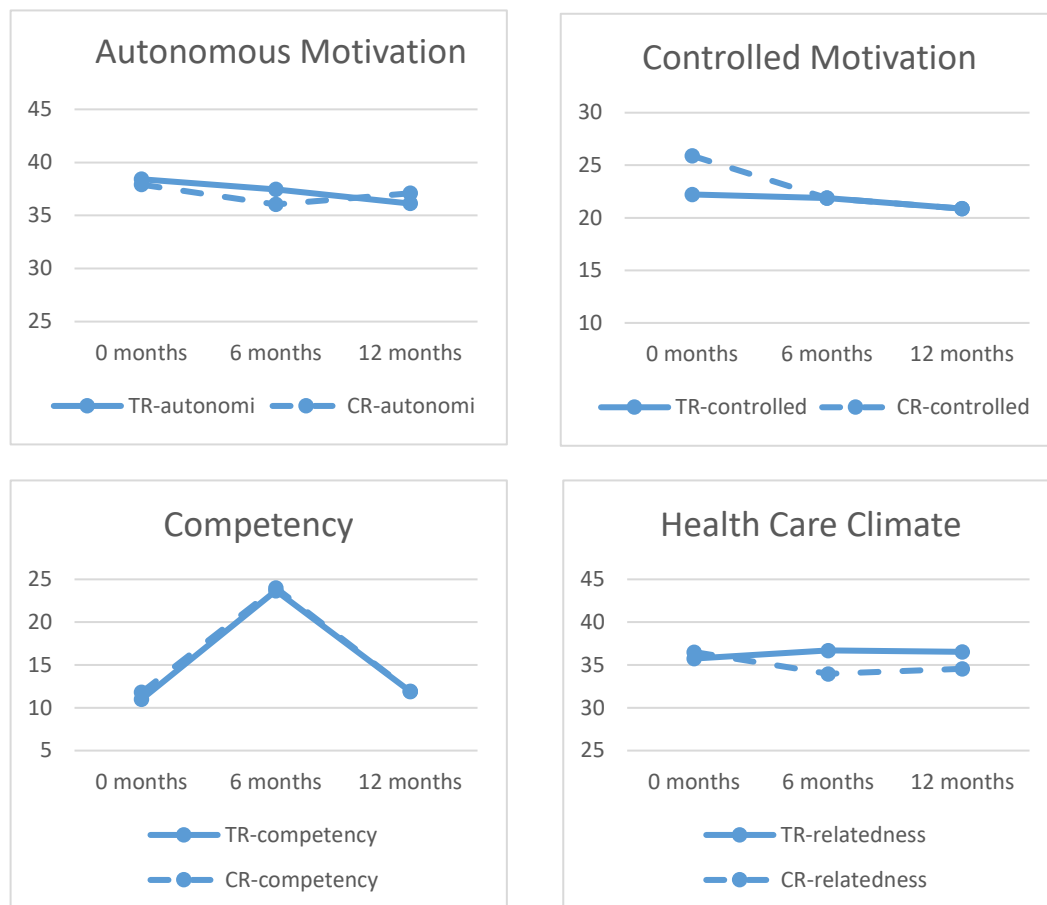 Autonomous Motivation
45
40
35
30
25
0 months 6 months 12 months
TR-autonomi CR-autonomi
Controlled Motivation
30
25
20
15
10
0 months 6 months 12 months
TR-controlled CR-controlled
Competency
25
20
15
10
5
0 months 6 months 12 months
TR-competency
CR-competency
Health Care Climate
45
40
35
30
25
0 months 6 months 12 months
TR-relatedness
CR-relatedness